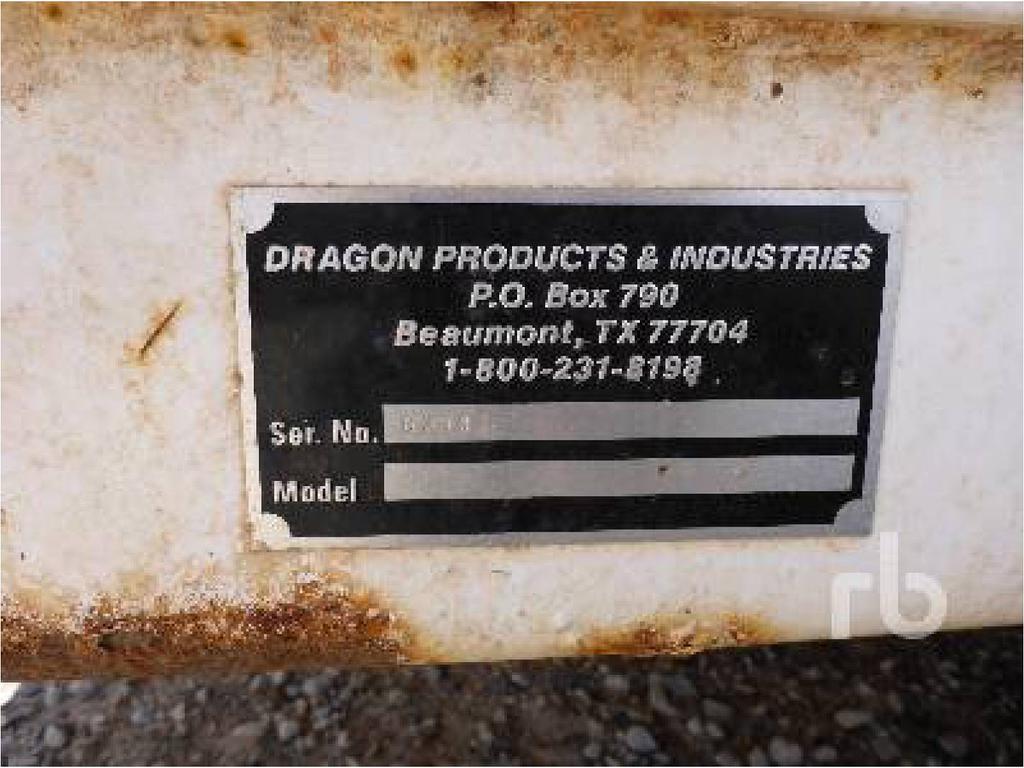 DRAGON PRODUCTS & INDUSTRIES
P.O. Box 790
Beaumont, TX 77704
1-800-231-8198
Ser. No.
Model
rb